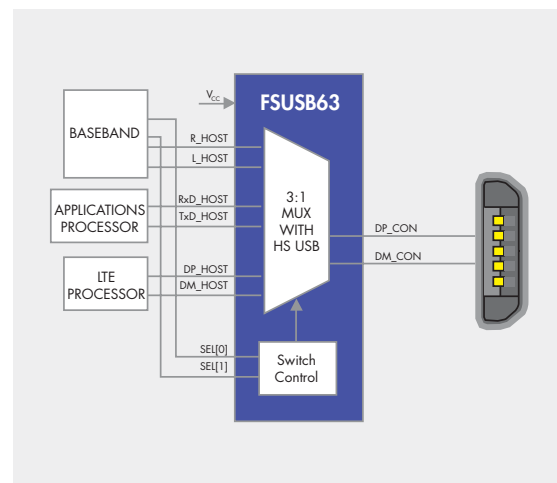 V_CC
FSUSB63
BASEBAND
R_HOST
L_HOST
APPLICATIONS
PROCESSOR
RxD_HOST
TxD_HOST
3:1
MUX
WITH
HS USB
DP_CON
DM_CON
LTE
PROCESSOR
DP_HOST
DM_HOST
SEL[0]
SEL[1]
Switch
Control